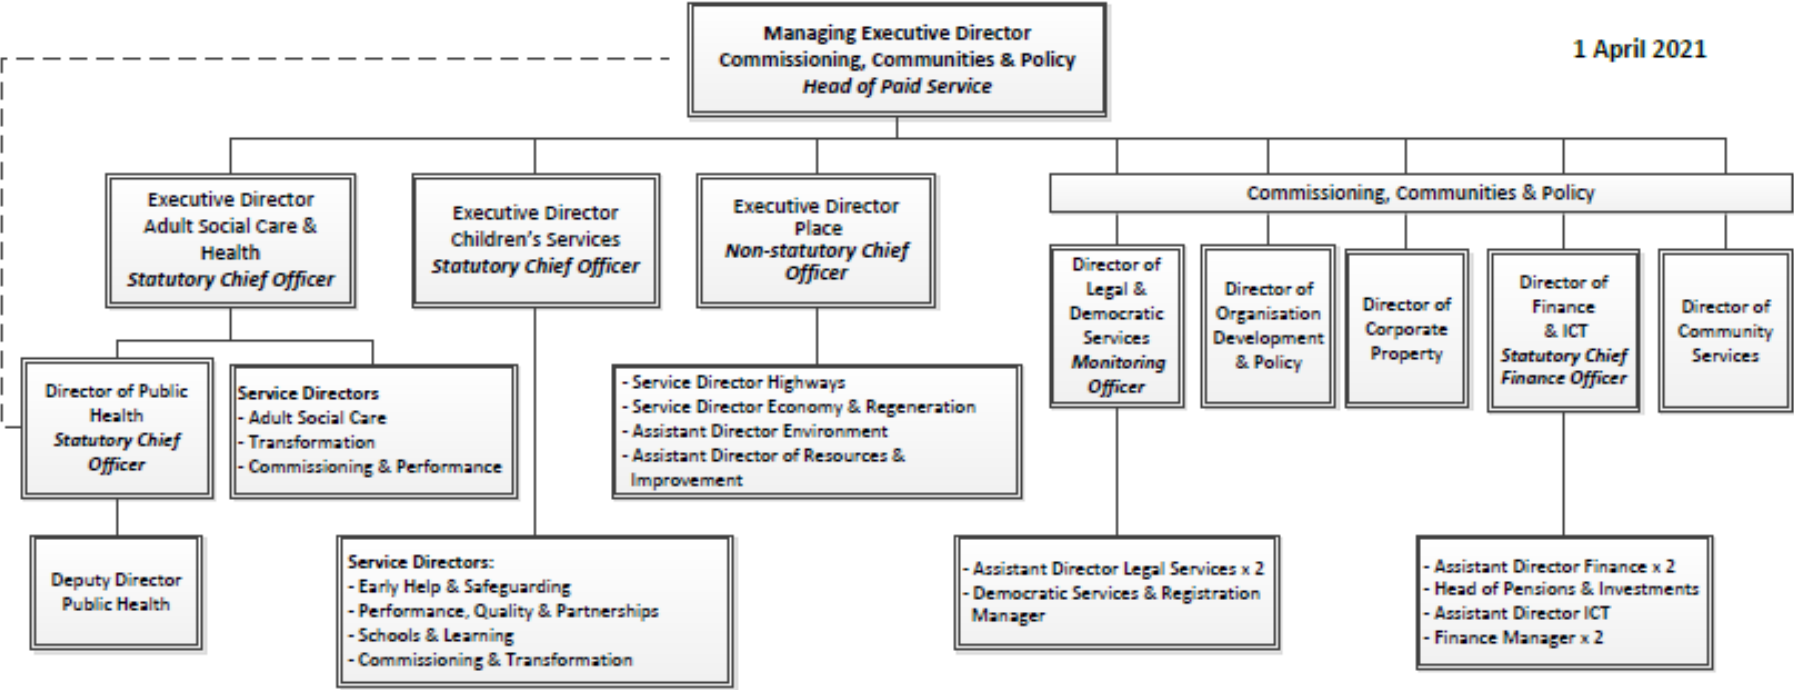 Managing Executive Director
Commissioning, Communities & Policy
Head of Paid Service
1 April 2021
Executive Director
Adult Social Care &
Health
Statutory Chief Officer
Executive Director
Children's Services
Statutory Chief Officer
Executive Director
Place
Non-statutory Chief
Officer
Commissioning, Communities & Policy
Director of
Legal &
Democratic
Services
Monitoring
Officer
Director of
Organisation
Development
& Policy
Director of
Corporate
Property
Director of
Finance
& ICT
Statutory Chief
Finance Officer
Director of
Community
Services
Director of Public
Health
Statutory Chief
Officer
Service Directors
- Adult Social Care
- Transformation
- Commissioning & Performance
- Service Director Highways
- Service Director Economy & Regeneration
- Assistant Director Environment
- Assistant Director of Resources &
Improvement
Deputy Director
Public Health
Service Directors:
- Early Help & Safeguarding
- Performance, Quality & Partnerships
- Schools & Learning
- Commissioning & Transformation
- Assistant Director Legal Services x 2
- Democratic Services & Registration
Manager
- Assistant Director Finance x 2
- Head of Pensions & Investments
- Assistant Director ICT
- Finance Manager x 2